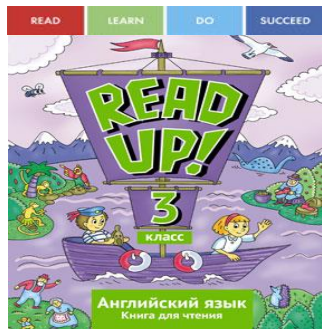 READ LEARN DO SUCCEED
READ
UP!
3
класс
Английский язык
Книга для чтения